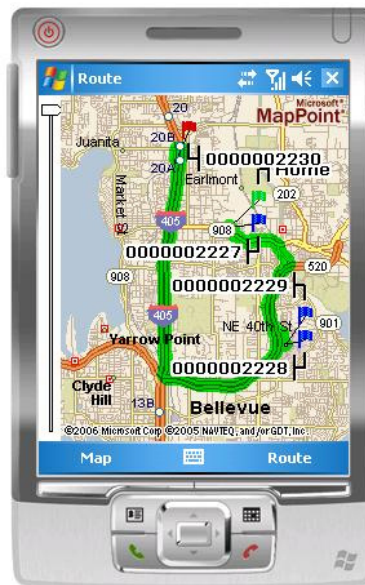 Route
Microsoft®
MapPoint®
20
20B
Juanita
20A
0000002230
Home
Earlmont
202
Market St
405
908
0000002227
520
908
0000002229
405
NE 40th St
901
Yarrow Point
0000002228
Clyde
Hill
13B
Bellevue
©2006 Microsoft Corp ©2005 NAVTEQ, and/or GDT, Inc.
Map
Route